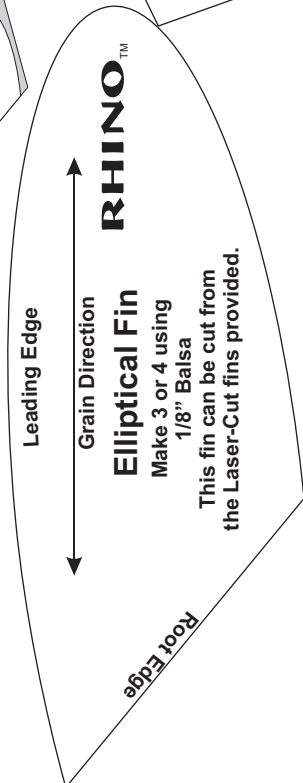 Leading Edge
Grain Direction
RHINO™
Elliptical Fin
Make 3 or 4 using
1/8” Balsa
This fin can be cut from
the Laser-Cut fins provided.
Root Edge